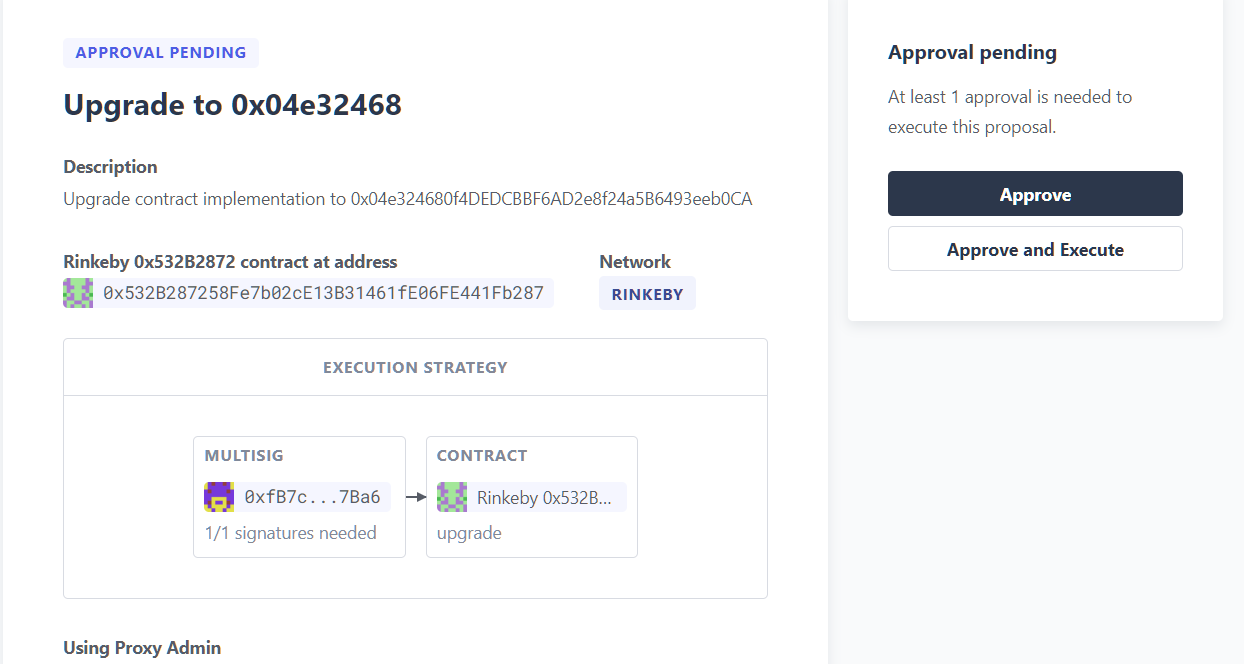 APPROVAL PENDING
Upgrade to 0x04e32468
Description
Upgrade contract implementation to 0x04e324680f4DEDCBBF6AD2e8f24a5B6493eeb0CA
Rinkeby 0x532B2872 contract at address
0x532B287258Fe7b02cE13B31461fE06FE441Fb287
Network
RINKEBY
EXECUTION STRATEGY
MULTISIG
0xfB7c...7Ba6
1/1 signatures needed
CONTRACT
Rinkeby 0x532B...
upgrade
Using Proxy Admin
Approval pending
At least 1 approval is needed to
execute this proposal.
Approve
Approve and Execute